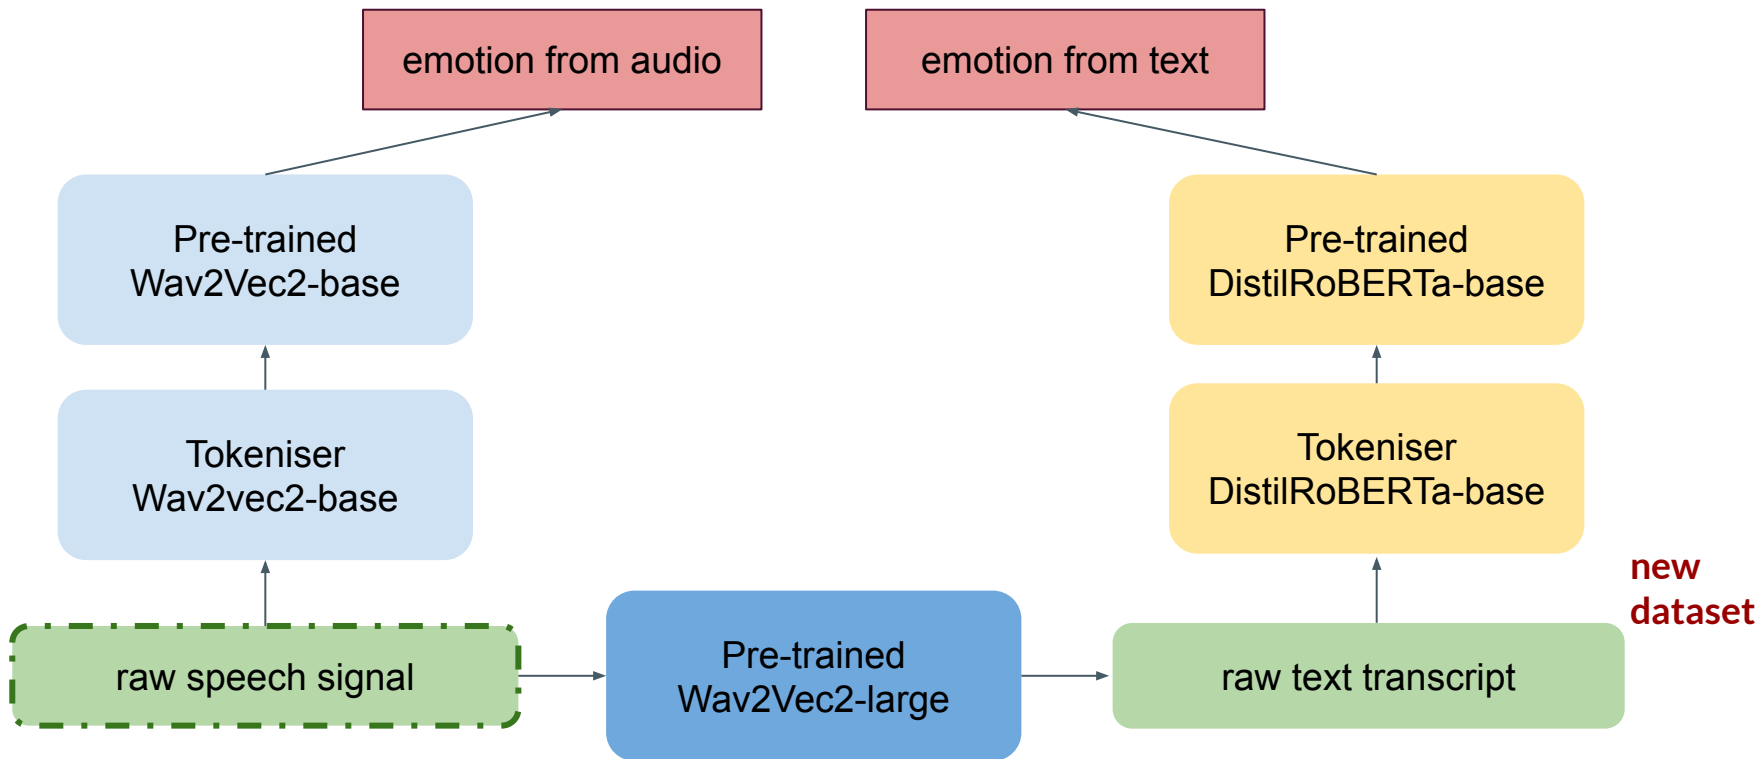 emotion from audio
emotion from text
Pre-trained
Wav2Vec2-base
Pre-trained
DistilRoBERTa-base
Tokeniser
Wav2vec2-base
Tokeniser
DistilRoBERTa-base
new
dataset
raw speech signal
Pre-trained
Wav2Vec2-large
raw text transcript